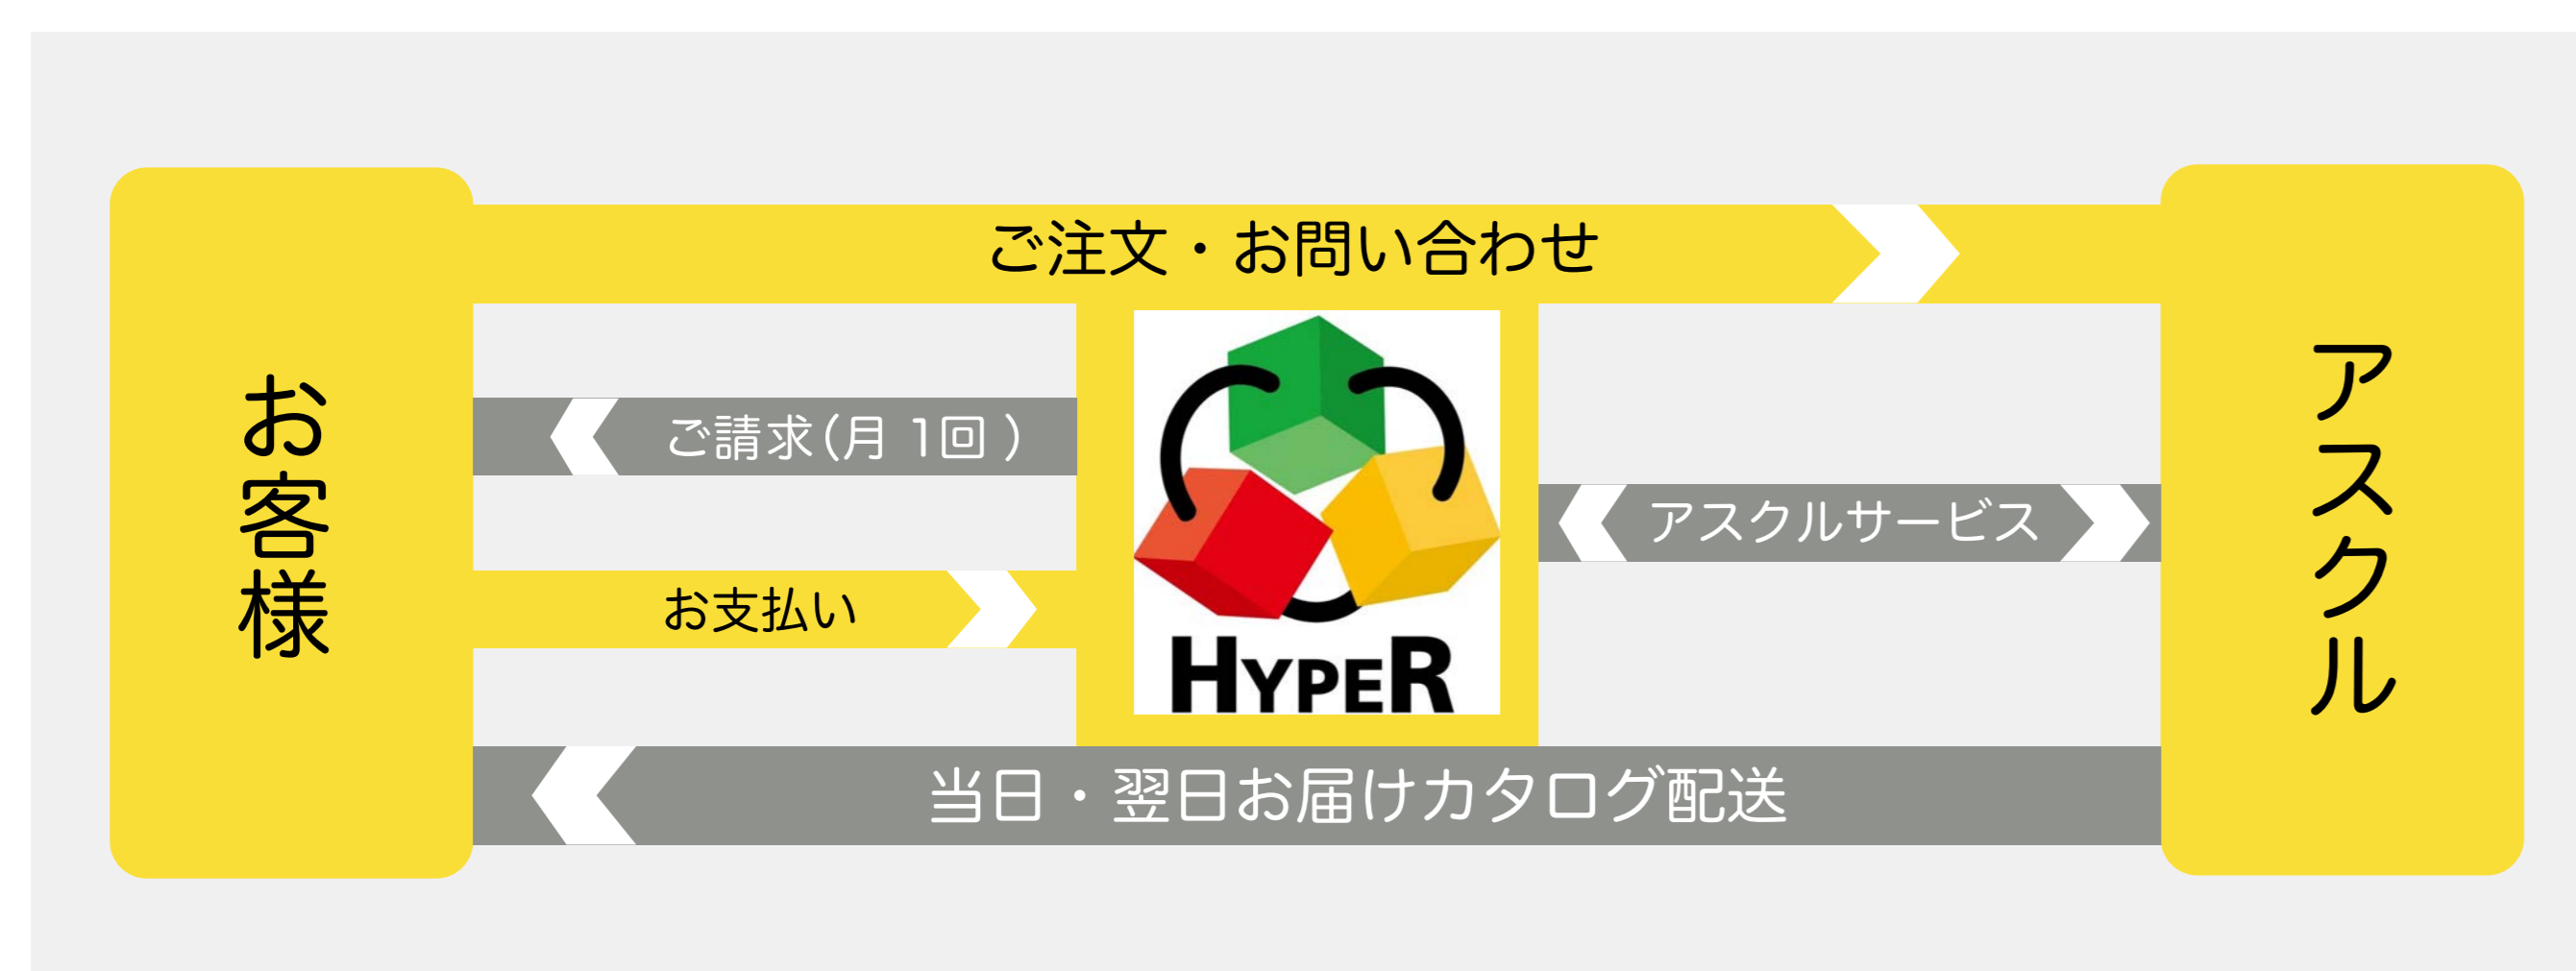 お客様
ご注文・お問い合わせ
ご請求(月 1回 )
お支払い
HYPER
アスクルサービス
当日・翌日お届けカタログ配送
アスクル